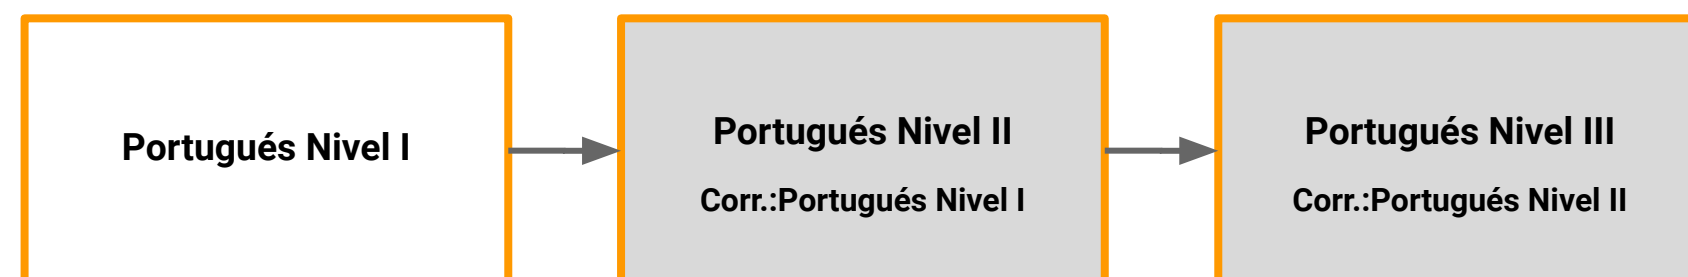 Portugués Nivel I
Portugués Nivel II
Corr.:Portugués Nivel I
Portugués Nivel III
Corr.:Portugués Nivel II